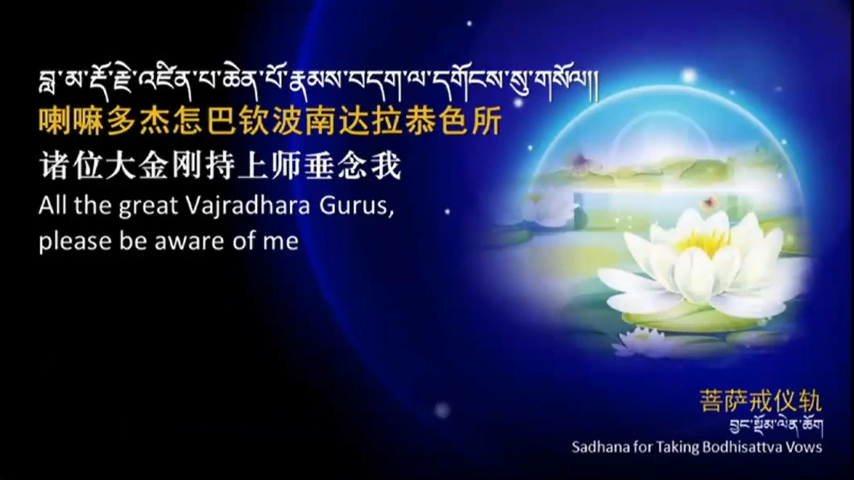 བླ་མ་རྡོ་རྗེ་འཛིན་པ་ཆེན་པོ་རྣམས་བདག་ལ་དགོངས་སུ་གསོལ།།
喇嘛多杰怎巴钦波南达拉恭色所
诸位大金刚持上师垂念我
All the great Vajradhara Gurus,
please be aware of me
菩萨戒仪轨
བྱང་སྡོམ་ལེན་ཆོག
Sadhana for Taking Bodhisattva Vows